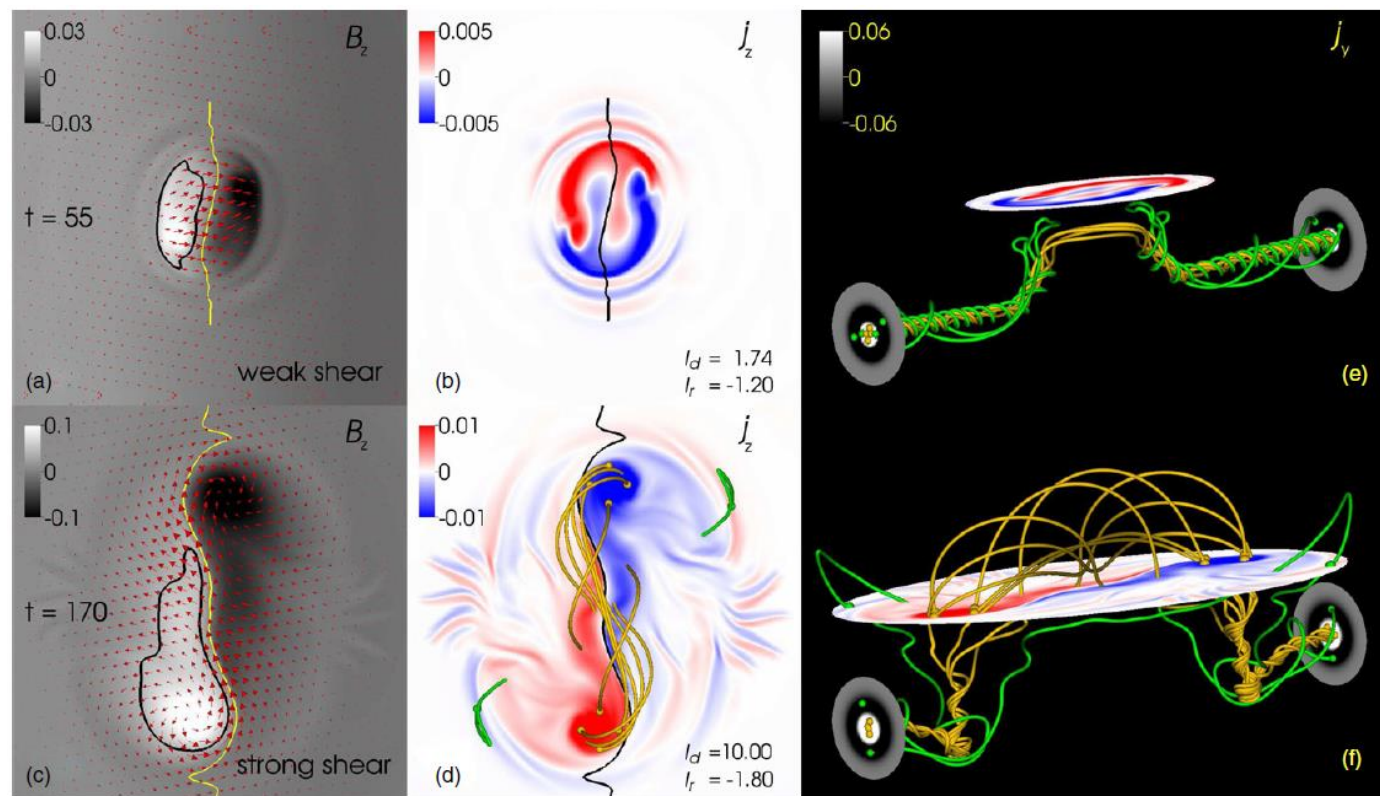 0.03
0
-0.03
B_z
t = 55
(a)
weak shear
0.005
0
-0.005
j_z
(b)
I_d = 1.74
I_r = -1.20
0.06
0
-0.06
j_y
(e)
0.1
0
-0.1
B_z
t = 170
(c)
strong shear
0.01
0
-0.01
j_z
(d)
I_d =10.00
I_r = -1.80
(f)